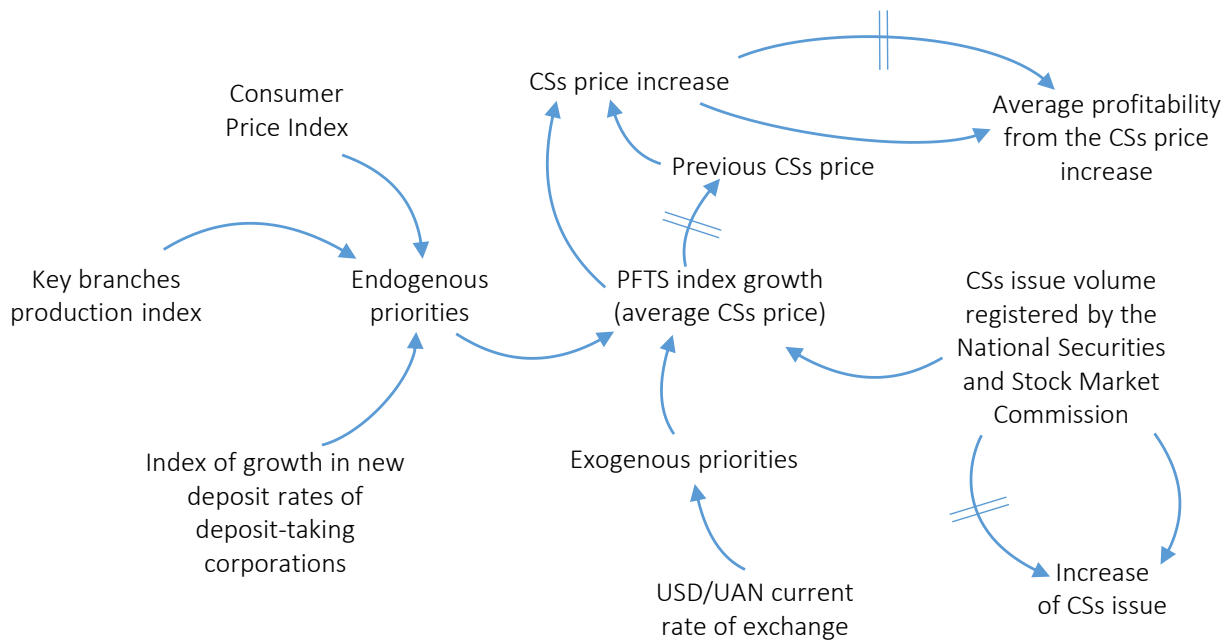 CSs price increase
Consumer
Price Index
Average profitability
from the CSs price
increase
Previous CSs price
Key branches
production index
Endogenous
priorities
PFTS index growth
(average CSs price)
CSs issue volume
registered by the
National Securities
and Stock Market
Commission
Index of growth in new
deposit rates of
deposit-taking
corporations
Exogenous priorities
USD/UAN current
rate of exchange
Increase
of CSs issue